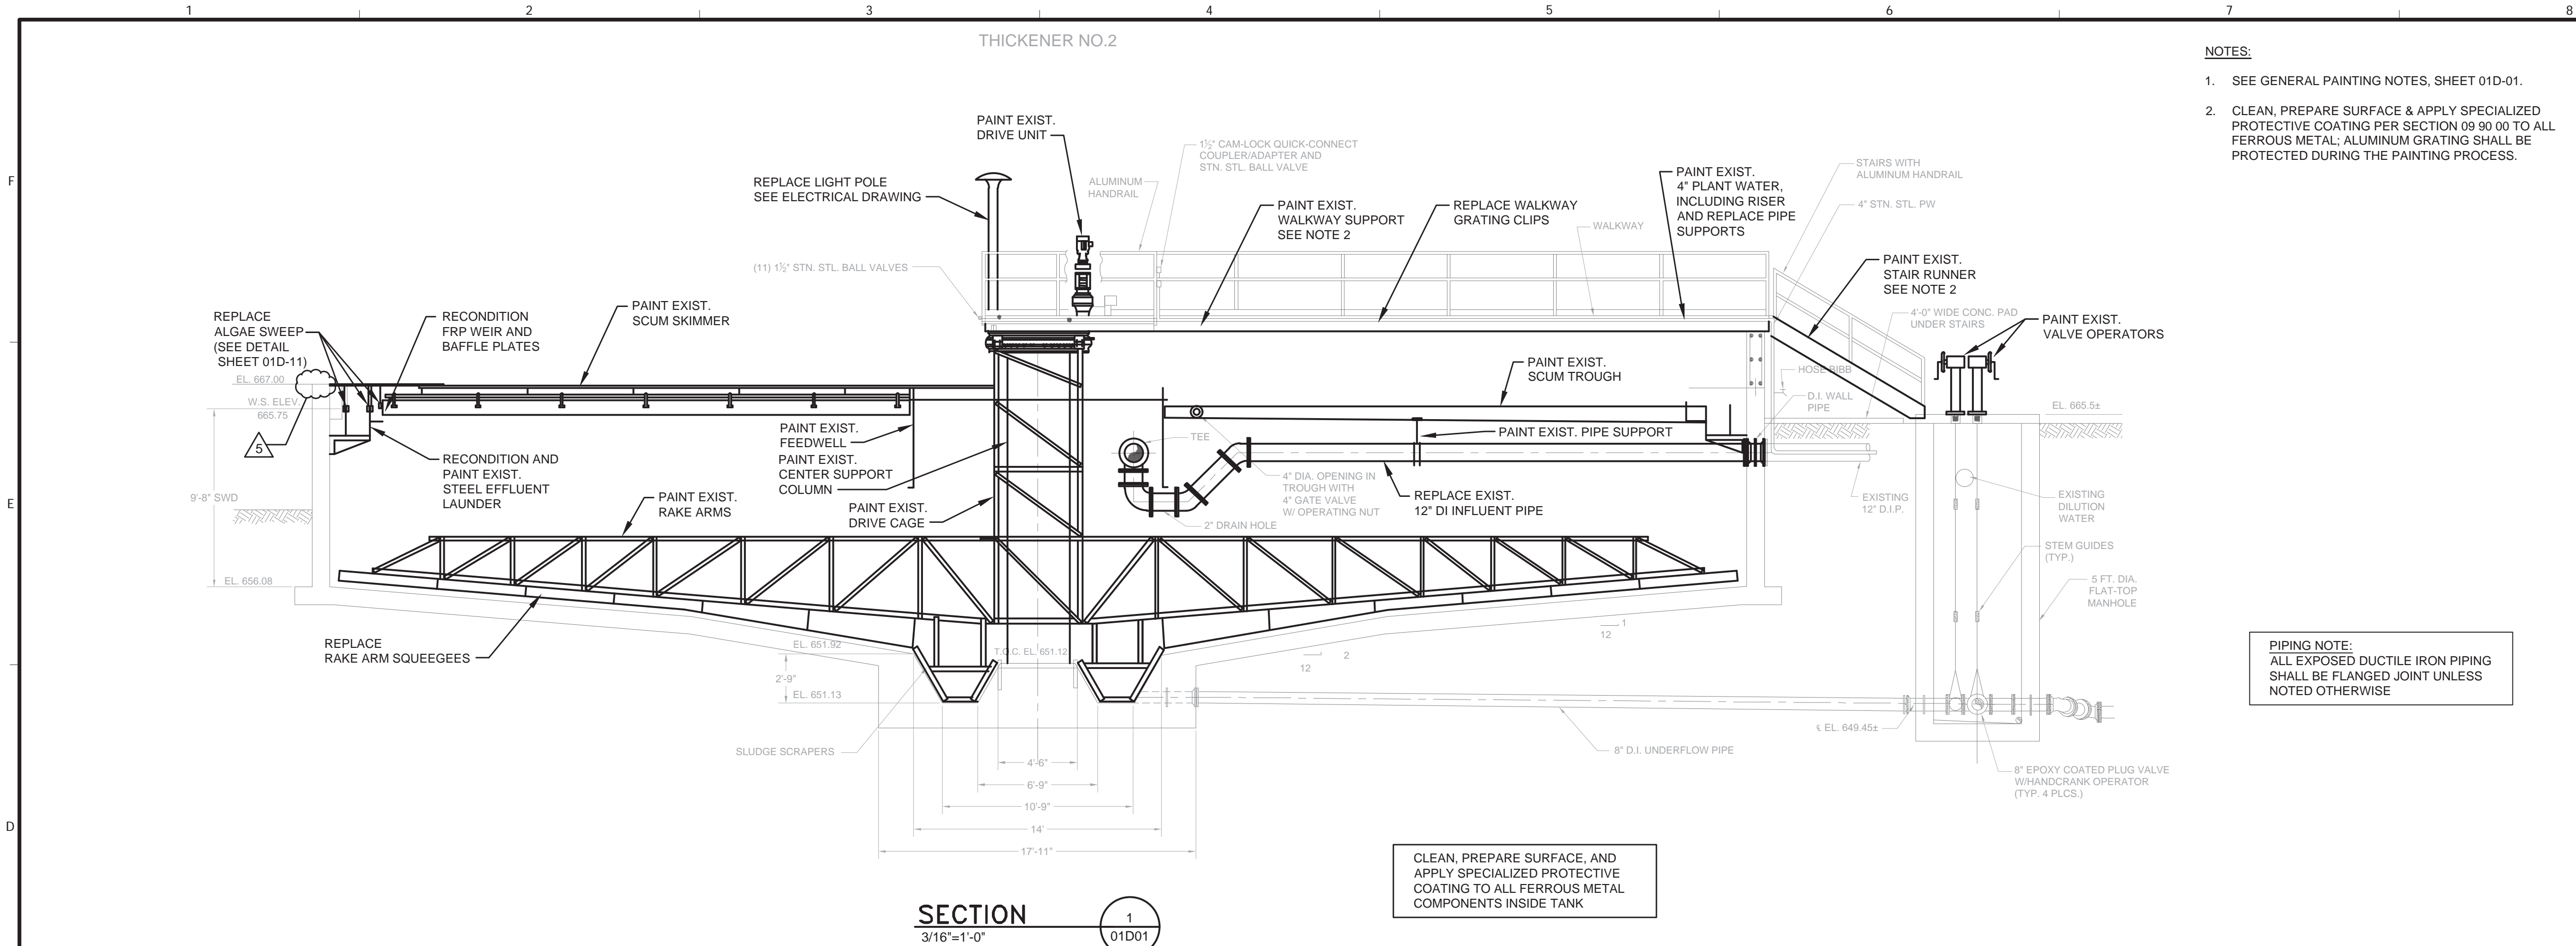 1 2 3 4 5 6 7 8
THICKENER NO.2
NOTES:
1. SEE GENERAL PAINTING NOTES, SHEET 01D-01.
2. CLEAN, PREPARE SURFACE & APPLY SPECIALIZED
PROTECTIVE COATING PER SECTION 09 90 00 TO ALL
FERROUS METAL; ALUMINUM GRATING SHALL BE
PROTECTED DURING THE PAINTING PROCESS.
F
E
D
PAINT EXIST.
DRIVE UNIT
1½" CAM-LOCK QUICK-CONNECT
COUPLER/ADAPTER AND
STN. STL. BALL VALVE
REPLACE LIGHT POLE
SEE ELECTRICAL DRAWING
ALUMINUM
HANDRAIL
PAINT EXIST.
WALKWAY SUPPORT
SEE NOTE 2
REPLACE WALKWAY
GRATING CLIPS
WALKWAY
PAINT EXIST.
4" PLANT WATER,
INCLUDING RISER
AND REPLACE PIPE
SUPPORTS
STAIRS WITH
ALUMINUM HANDRAIL
4" STN. STL. PW
PAINT EXIST.
STAIR RUNNER
SEE NOTE 2
4'-0" WIDE CONC. PAD
UNDER STAIRS
PAINT EXIST.
VALVE OPERATORS
(11) 1½" STN. STL. BALL VALVES
REPLACE
ALGAE SWEEP
(SEE DETAIL
SHEET 01D-11)
RECONDITION
FRP WEIR AND
BAFFLE PLATES
PAINT EXIST.
SCUM SKIMMER
EL. 667.00
W.S. ELEV.
665.75
5
9'-8" SWD
EL. 656.08
RECONDITION AND
PAINT EXIST.
STEEL EFFLUENT
LAUNDER
PAINT EXIST.
FEEDWELL
PAINT EXIST.
CENTER SUPPORT
COLUMN
PAINT EXIST.
DRIVE CAGE
PAINT EXIST.
RAKE ARMS
REPLACE
RAKE ARM SQUEEGEES
PAINT EXIST.
SCUM TROUGH
HOSE BIBB
D.I. WALL
PIPE
EL. 665.5±
TEE
PAINT EXIST. PIPE SUPPORT
4" DIA. OPENING IN
TROUGH WITH
4" GATE VALVE
W/ OPERATING NUT
2" DRAIN HOLE
REPLACE EXIST.
12" DI INFLUENT PIPE
EXISTING
12" D.I.P.
EXISTING
DILUTION
WATER
STEM GUIDES
(TYP.)
5 FT. DIA.
FLAT-TOP
MANHOLE
1
12
2
12
EL. 651.92
T.O.C. EL. 651.12
2'-9"
EL. 651.13
SLUDGE SCRAPERS
4'-6"
6'-9"
10'-9"
14'
17'-11"
8" D.I. UNDERFLOW PIPE
℄ EL. 649.45±
8" EPOXY COATED PLUG VALVE
W/HANDCRANK OPERATOR
(TYP. 4 PLCS.)
PIPING NOTE:
ALL EXPOSED DUCTILE IRON PIPING
SHALL BE FLANGED JOINT UNLESS
NOTED OTHERWISE
CLEAN, PREPARE SURFACE, AND
APPLY SPECIALIZED PROTECTIVE
COATING TO ALL FERROUS METAL
COMPONENTS INSIDE TANK
SECTION
3/16"=1'-0"
1
01D01